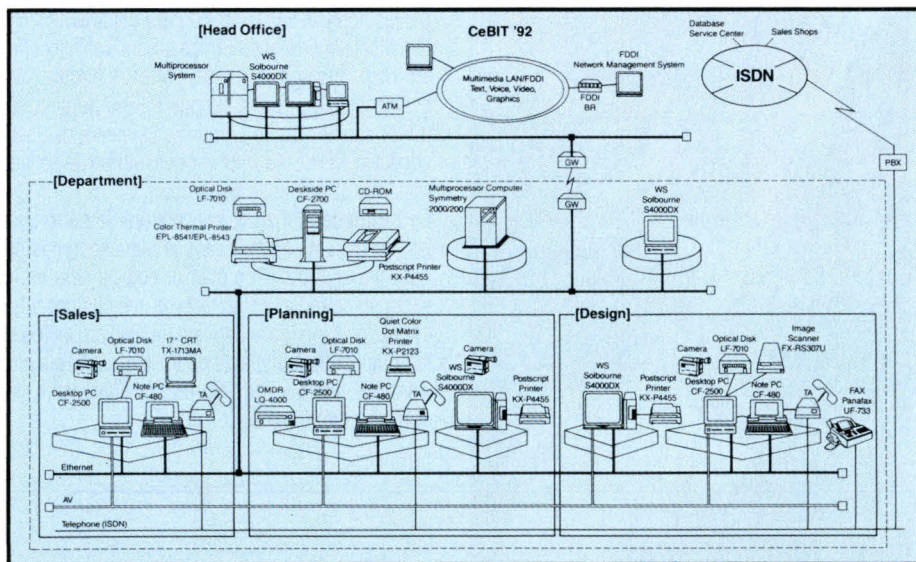 [Head Office]
CeBIT '92
Database
Service Center
Sales Shops
Multiprocessor
System
WS
Solbourne
S4000DX
Multimedia LAN/FDDI
Text, Voice, Video,
Graphics
FDDI
Network Management System
FDDI
BR
ATM
ISDN
GW
PBX
[Department]
Optical Disk
LF-7010
Deskside PC
CF-2700
CD-ROM
Multiprocessor Computer
Symmetry
2000/200
GW
WS
Solbourne
S4000DX
Color Thermal Printer
EPL-8541/EPL-8543
Postscript Printer
KX-P4455
[Sales]
Camera
Optical Disk
LF-7010
17" CRT
TX-1713MA
Desktop PC
CF-2500
Note PC
CF-480
TA
[Planning]
Camera
Optical Disk
LF-7010
Quiet Color
Dot Matrix
Printer
KX-P2123
Camera
OMDR
LQ-4000
Desktop PC
CF-2500
Note PC
CF-480
TA
WS
Solbourne
S4000DX
Postscript
Printer
KX-P4455
[Design]
WS
Solbourne
S4000DX
Postscript
Printer
KX-P4455
Camera
Optical Disk
LF-7010
Image
Scanner
FX-RS307U
Desktop PC
CF-2500
Note PC
CF-480
TA
FAX
Panafax
UF-733
Ethernet
AV
Telephone (ISDN)